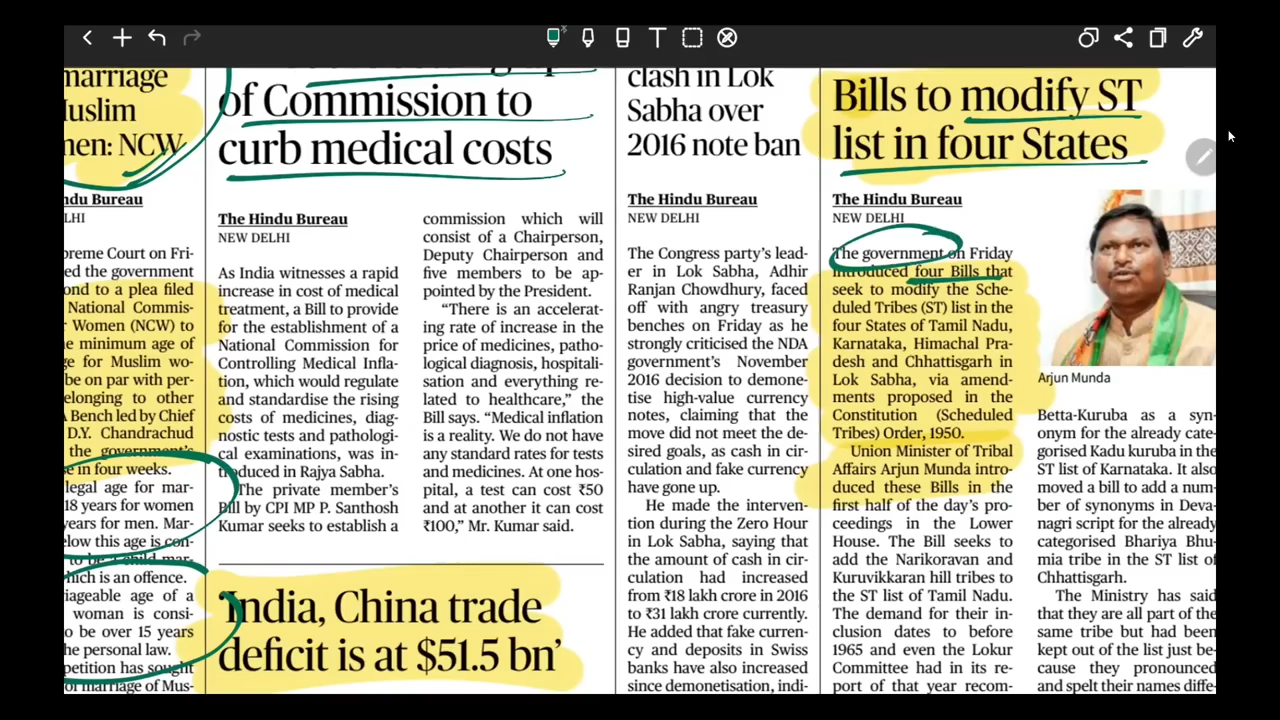 marriage
uslim
en: NCW
ndu Bureau
LHI
preme Court on Fri-
ed the government
ond to a plea filed
National Commis-
Women (NCW) to
e minimum age of
ge for Muslim wo-
be on par with per-
elonging to other
A Bench led by Chief
D.Y. Chandrachud
the government's
se in four weeks.
legal age for mar-
18 years for women
years for men. Mar-
elow this age is con-
to be a child mar-
hich is an offence.
iageable age of a
woman is consi-
o be over 15 years
he personal law.
petition has sought
of marriage of Mus-
of Commission to
curb medical costs
The Hindu Bureau
NEW DELHI
As India witnesses a rapid
increase in cost of medical
treatment, a Bill to provide
for the establishment of a
National Commission for
Controlling Medical Infla-
tion, which would regulate
and standardise the rising
costs of medicines, diag-
nostic tests and pathologi-
cal examinations, was in-
troduced in Rajya Sabha.
The private member's
Bill by CPI MP P. Santhosh
Kumar seeks to establish a
commission which will
consist of a Chairperson,
Deputy Chairperson and
five members to be ap-
pointed by the President.
“There is an accelerat-
ing rate of increase in the
price of medicines, patho-
logical diagnosis, hospitali-
sation and everything re-
lated to healthcare,” the
Bill says. “Medical inflation
is a reality. We do not have
any standard rates for tests
and medicines. At one hos-
pital, a test can cost ₹50
and at another it can cost
₹100,” Mr. Kumar said.
‘India, China trade
deficit is at $51.5 bn’
clash in Lok
Sabha over
2016 note ban
The Hindu Bureau
NEW DELHI
The Congress party's lead-
er in Lok Sabha, Adhir
Ranjan Chowdhury, faced
off with angry treasury
benches on Friday as he
strongly criticised the NDA
government's November
2016 decision to demone-
tise high-value currency
notes, claiming that the
move did not meet the de-
sired goals, as cash in cir-
culation and fake currency
have gone up.
He made the interven-
tion during the Zero Hour
in Lok Sabha, saying that
the amount of cash in cir-
culation had increased
from ₹18 lakh crore in 2016
to ₹31 lakh crore currently.
He added that fake curren-
cy and deposits in Swiss
banks have also increased
since demonetisation, indi-
Bills to modify ST
list in four States
The Hindu Bureau
NEW DELHI
The government on Friday
introduced four Bills that
seek to modify the Sche-
duled Tribes (ST) list in the
four States of Tamil Nadu,
Karnataka, Himachal Pra-
desh and Chhattisgarh in
Lok Sabha, via amend-
ments proposed in the
Constitution (Scheduled
Tribes) Order, 1950.
Union Minister of Tribal
Affairs Arjun Munda intro-
duced these Bills in the
first half of the day's pro-
ceedings in the Lower
House. The Bill seeks to
add the Narikoravan and
Kuruvikkaran hill tribes to
the ST list of Tamil Nadu.
The demand for their in-
clusion dates to before
1965 and even the Lokur
Committee had in its re-
port of that year recom-
Arjun Munda
Betta-Kuruba as a syn-
onym for the already cate-
gorised Kadu kuruba in the
ST list of Karnataka. It also
moved a bill to add a num-
ber of synonyms in Deva-
nagri script for the already
categorised Bhariya Bhu-
mia tribe in the ST list of
Chhattisgarh.
The Ministry has said
that they are all part of the
same tribe but had been
kept out of the list just be-
cause they pronounced
and spelt their names diffe-